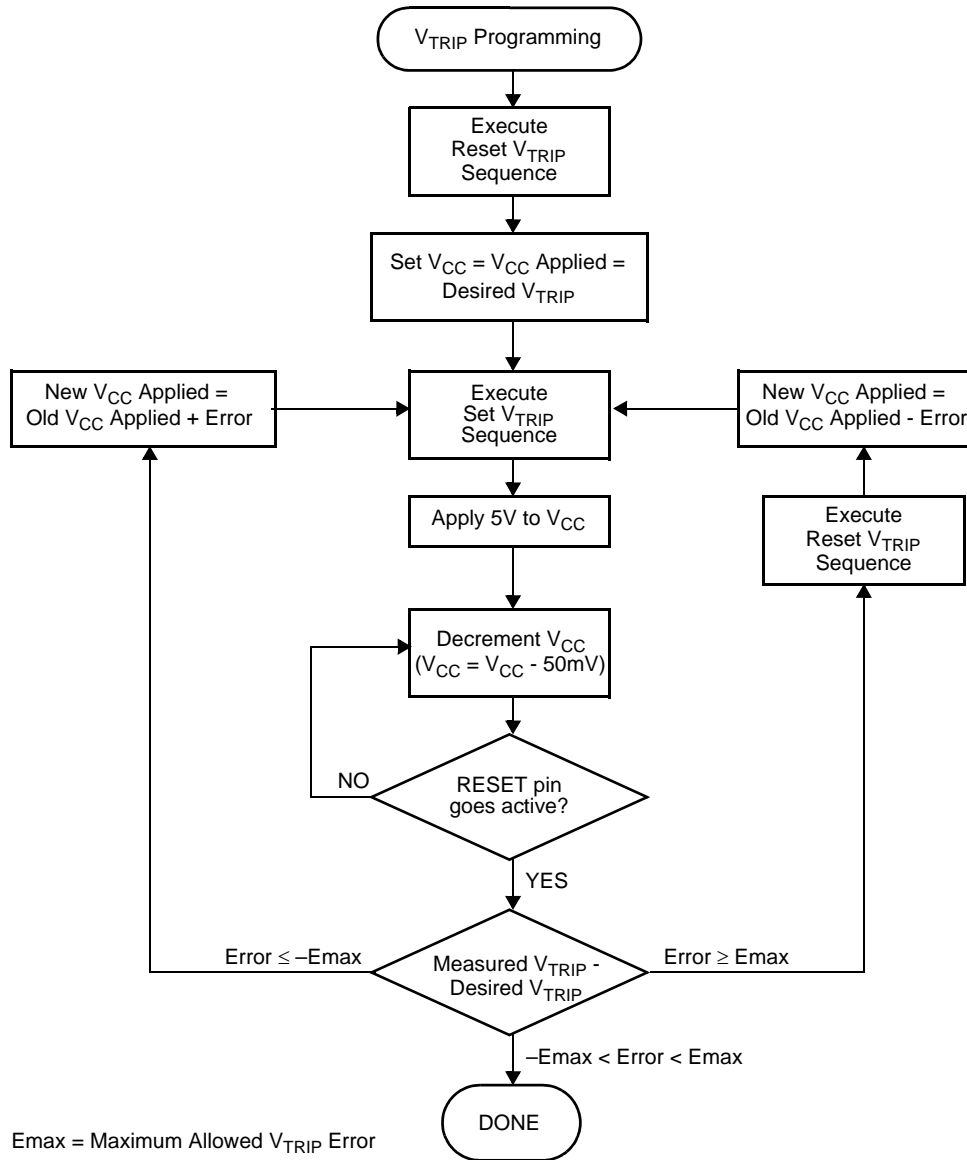 V_TRIP Programming
Execute
Reset V_TRIP
Sequence
Set V_CC = V_CC Applied =
Desired V_TRIP
New V_CC Applied =
Old V_CC Applied + Error
Execute
Set V_TRIP
Sequence
New V_CC Applied =
Old V_CC Applied - Error
Apply 5V to V_CC
Execute
Reset V_TRIP
Sequence
Decrement V_CC
(V_CC = V_CC - 50mV)
NO
RESET pin
goes active?
YES
Error ≤ –Emax
Measured V_TRIP -
Desired V_TRIP
Error ≥ Emax
–Emax < Error < Emax
DONE
Emax = Maximum Allowed V_TRIP Error